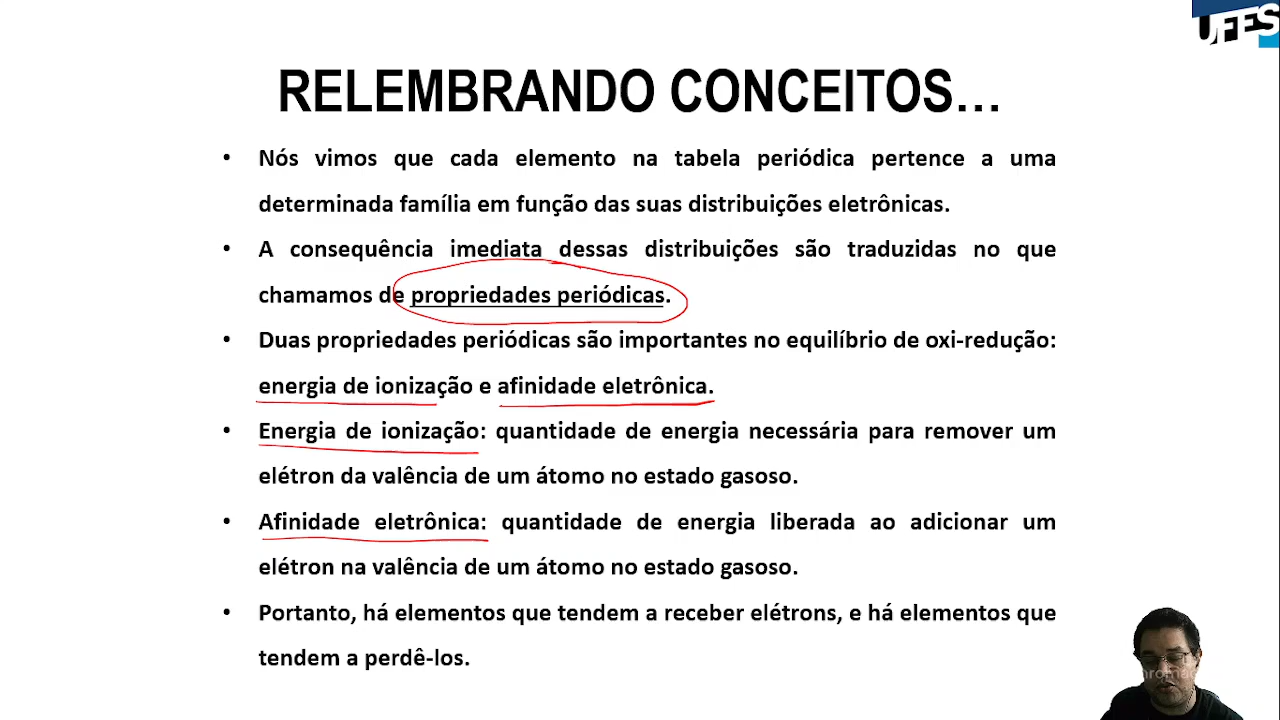 UFES
RELEMBRANDO CONCEITOS...
• Nós vimos que cada elemento na tabela periódica pertence a uma
determinada família em função das suas distribuições eletrônicas.
• A consequência imediata dessas distribuições são traduzidas no que
chamamos de propriedades periódicas.
• Duas propriedades periódicas são importantes no equilíbrio de oxi-redução:
energia de ionização e afinidade eletrônica.
• Energia de ionização: quantidade de energia necessária para remover um
elétron da valência de um átomo no estado gasoso.
• Afinidade eletrônica: quantidade de energia liberada ao adicionar um
elétron na valência de um átomo no estado gasoso.
• Portanto, há elementos que tendem a receber elétrons, e há elementos que
tendem a perdê-los.